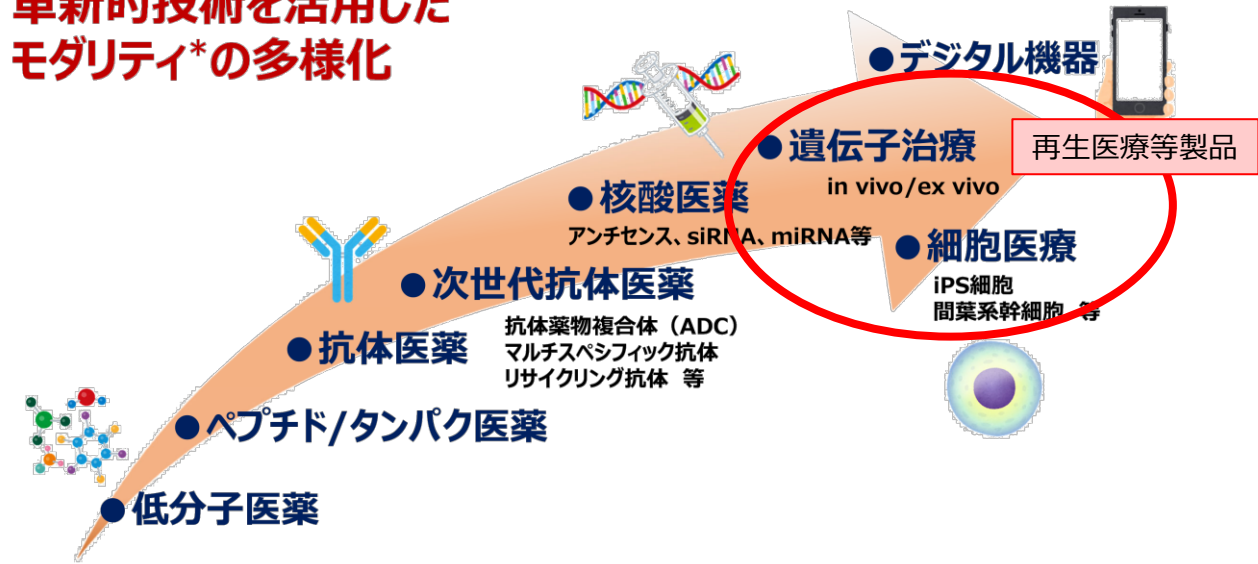 革新的技術を活用した
モダリティ*の多様化
●デジタル機器
●遺伝子治療
in vivo/ex vivo
再生医療等製品
●核酸医薬
アンチセンス、siRNA、miRNA等
●細胞医療
iPS細胞
間葉系幹細胞 等
●次世代抗体医薬
抗体薬物複合体（ADC）
マルチスペシフィック抗体
リサイクリング抗体 等
●抗体医薬
●ペプチド/タンパク医薬
●低分子医薬